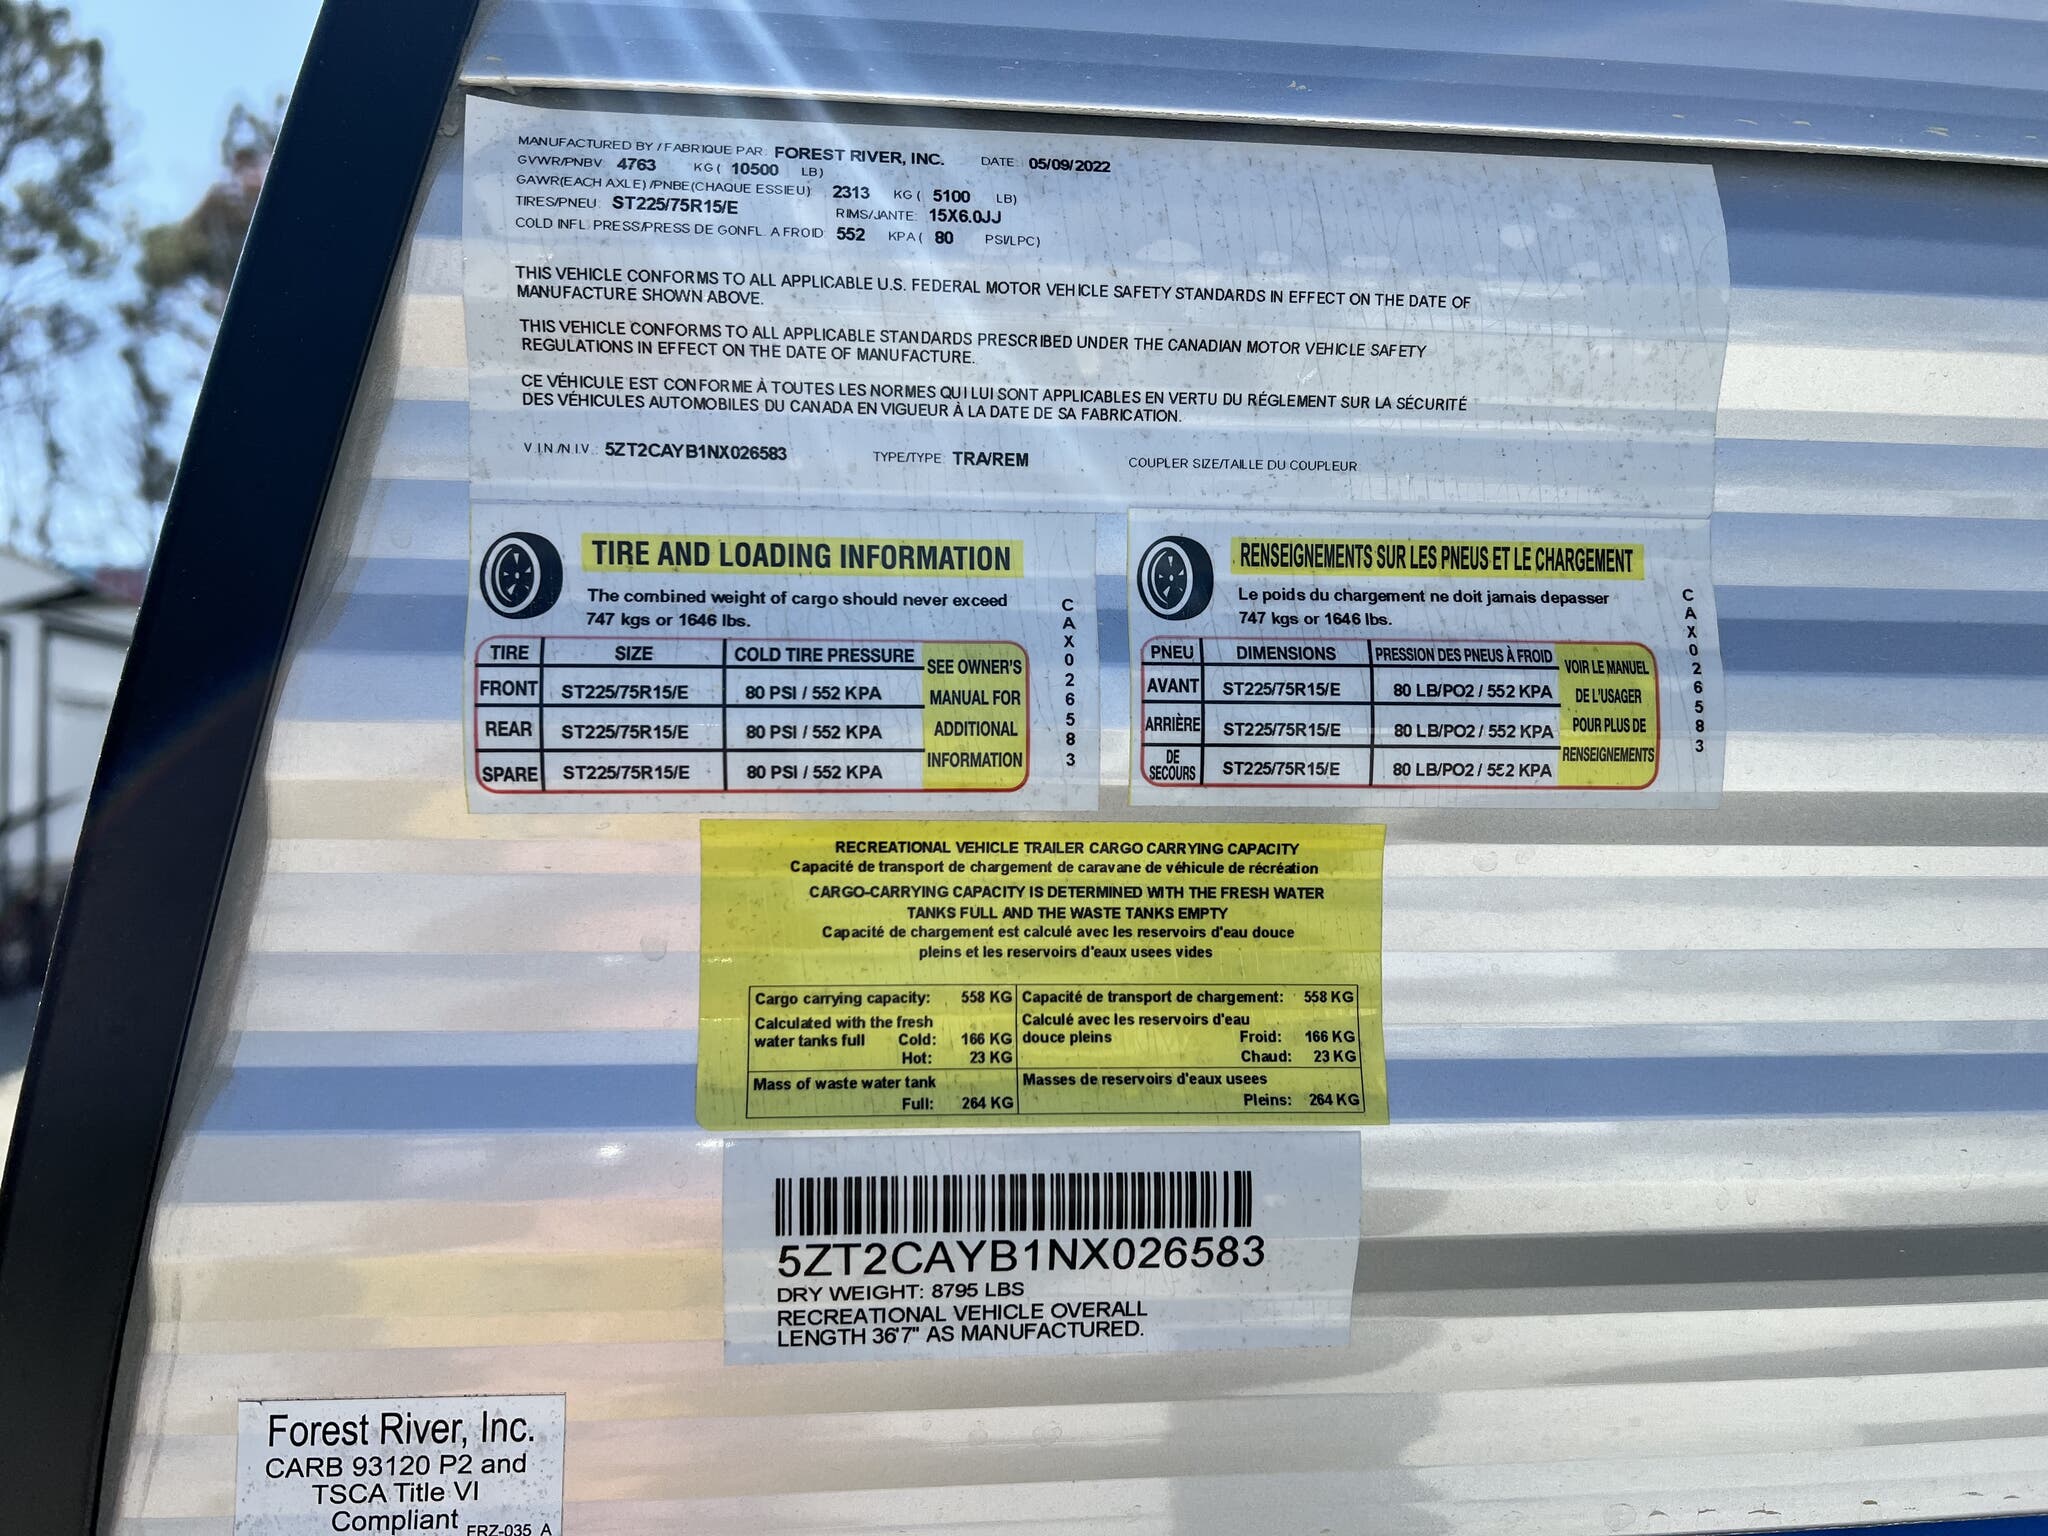 MANUFACTURED BY / FABRIQUE PAR: FOREST RIVER, INC. DATE: 05/09/2022
GVWR/PNBV: 4763 KG( 10500 LB)
GAWR(EACH AXLE) /PNBE(CHAQUE ESSIEU) 2313 KG ( 5100 LB)
TIRES/PNEU: ST225/75R15/E RIMS/JANTE: 15X6.0JJ
COLD INFL. PRESS/PRESS DE GONFL. A FROID: 552 KPA ( 80 PSI/LPC)
THIS VEHICLE CONFORMS TO ALL APPLICABLE U.S. FEDERAL MOTOR VEHICLE SAFETY STANDARDS IN EFFECT ON THE DATE OF
MANUFACTURE SHOWN ABOVE.
THIS VEHICLE CONFORMS TO ALL APPLICABLE STANDARDS PRESCRIBED UNDER THE CANADIAN MOTOR VEHICLE SAFETY
REGULATIONS IN EFFECT ON THE DATE OF MANUFACTURE.
CE VÉHICULE EST CONFORME À TOUTES LES NORMES QUI LUI SONT APPLICABLES EN VERTU DU RÉGLEMENT SUR LA SÉCURITÉ
DES VÉHICULES AUTOMOBILES DU CANADA EN VIGUEUR À LA DATE DE SA FABRICATION.
V.I.N./N.I.V.: 5ZT2CAYB1NX026583 TYPE/TYPE: TRA/REM COUPLER SIZE/TAILLE DU COUPLEUR
TIRE AND LOADING INFORMATION
The combined weight of cargo should never exceed
747 kgs or 1646 lbs.
TIRE SIZE COLD TIRE PRESSURE
FRONT ST225/75R15/E 80 PSI / 552 KPA
REAR ST225/75R15/E 80 PSI / 552 KPA
SPARE ST225/75R15/E 80 PSI / 552 KPA
SEE OWNER'S
MANUAL FOR
ADDITIONAL
INFORMATION
CAX026583
RENSEIGNEMENTS SUR LES PNEUS ET LE CHARGEMENT
Le poids du chargement ne doit jamais depasser
747 kgs or 1646 lbs.
PNEU DIMENSIONS PRESSION DES PNEUS À FROID
AVANT ST225/75R15/E 80 LB/PO2 / 552 KPA
ARRIÈRE ST225/75R15/E 80 LB/PO2 / 552 KPA
DE
SECOURS ST225/75R15/E 80 LB/PO2 / 552 KPA
VOIR LE MANUEL
DE L'USAGER
POUR PLUS DE
RENSEIGNEMENTS
CAX026583
RECREATIONAL VEHICLE TRAILER CARGO CARRYING CAPACITY
Capacité de transport de chargement de caravane de véhicule de récréation
CARGO-CARRYING CAPACITY IS DETERMINED WITH THE FRESH WATER
TANKS FULL AND THE WASTE TANKS EMPTY
Capacité de chargement est calculé avec les reservoirs d'eau douce
pleins et les reservoirs d'eaux usees vides
Cargo carrying capacity: 558 KG
Calculated with the fresh
water tanks full Cold: 166 KG
Hot: 23 KG
Mass of waste water tank
Full: 264 KG
Capacité de transport de chargement: 558 KG
Calculé avec les reservoirs d'eau
douce pleins Froid: 166 KG
Chaud: 23 KG
Masses de reservoirs d'eaux usees
Pleins: 264 KG
5ZT2CAYB1NX026583
DRY WEIGHT: 8795 LBS
RECREATIONAL VEHICLE OVERALL
LENGTH 36'7" AS MANUFACTURED.
Forest River, Inc.
CARB 93120 P2 and
TSCA Title VI
Compliant FRZ-035 A